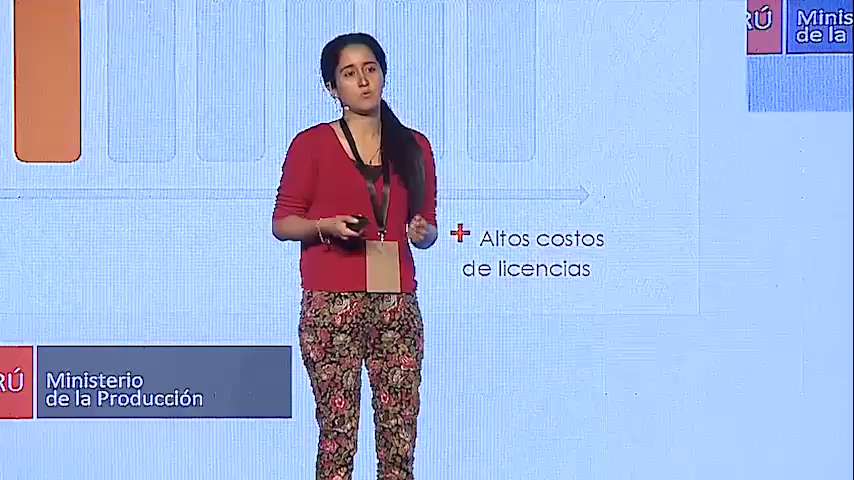 RÚ
Minis
de la
+ Altos costos
de licencias
RÚ
Ministerio
de la Producción